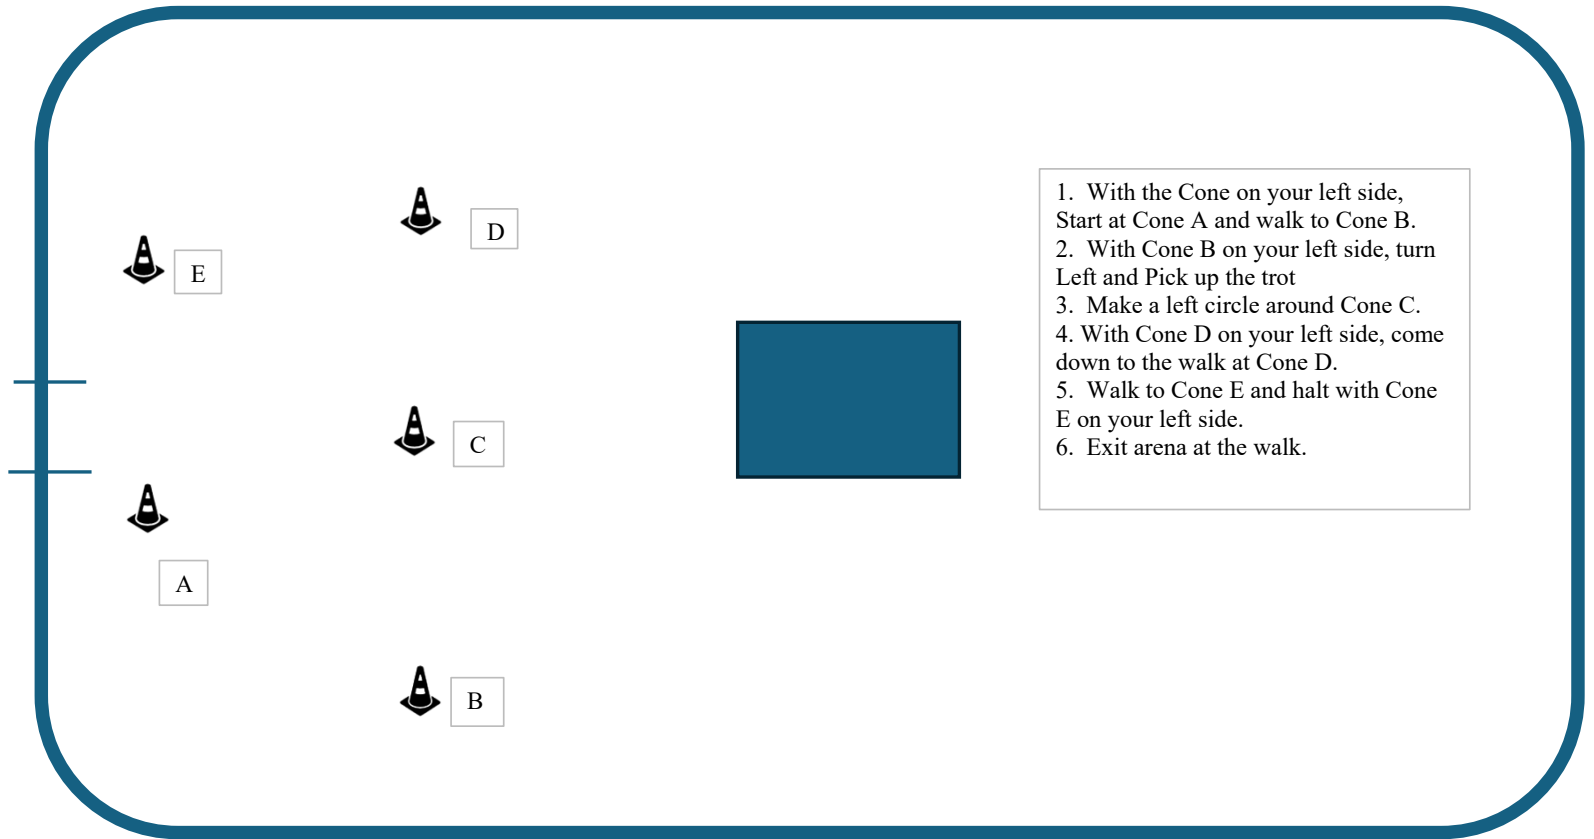 D
E
C
A
B
1.  With the Cone on your left side,
Start at Cone A and walk to Cone B.
2.  With Cone B on your left side, turn
Left and Pick up the trot
3.  Make a left circle around Cone C.
4. With Cone D on your left side, come
down to the walk at Cone D.
5.  Walk to Cone E and halt with Cone
E on your left side.
6.  Exit arena at the walk.